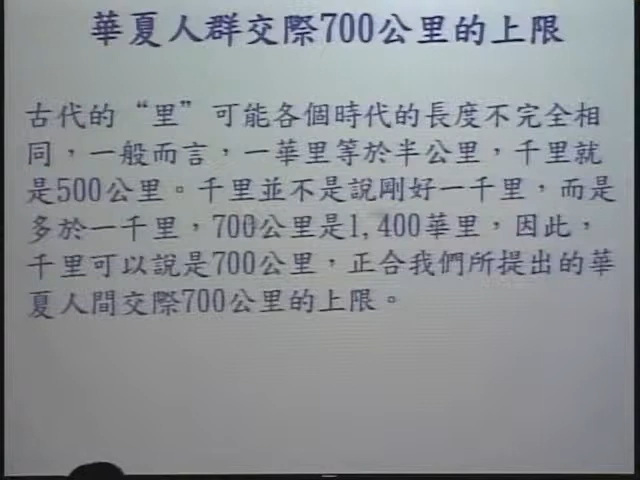 華夏人群交際700公里的上限
古代的“里”可能各個時代的長度不完全相
同，一般而言，一華里等於半公里，千里就
是500公里。千里並不是說剛好一千里，而是
多於一千里，700公里是1,400華里，因此，
千里可以說是700公里，正合我們所提出的華
夏人間交際700公里的上限。